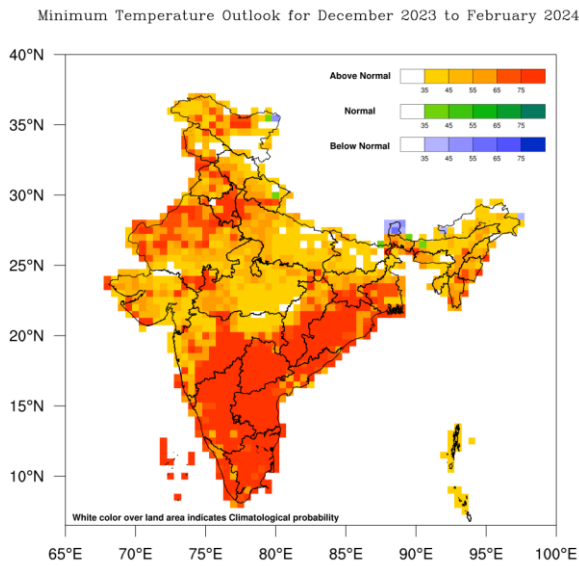 Minimum Temperature Outlook for December 2023 to February 2024
40°N
Above Normal
35 45 55 65 75
35°N
Normal
35 45 55 65 75
Below Normal
35 45 55 65 75
30°N
25°N
20°N
15°N
10°N
White color over land area indicates Climatological probability
65°E 70°E 75°E 80°E 85°E 90°E 95°E 100°E